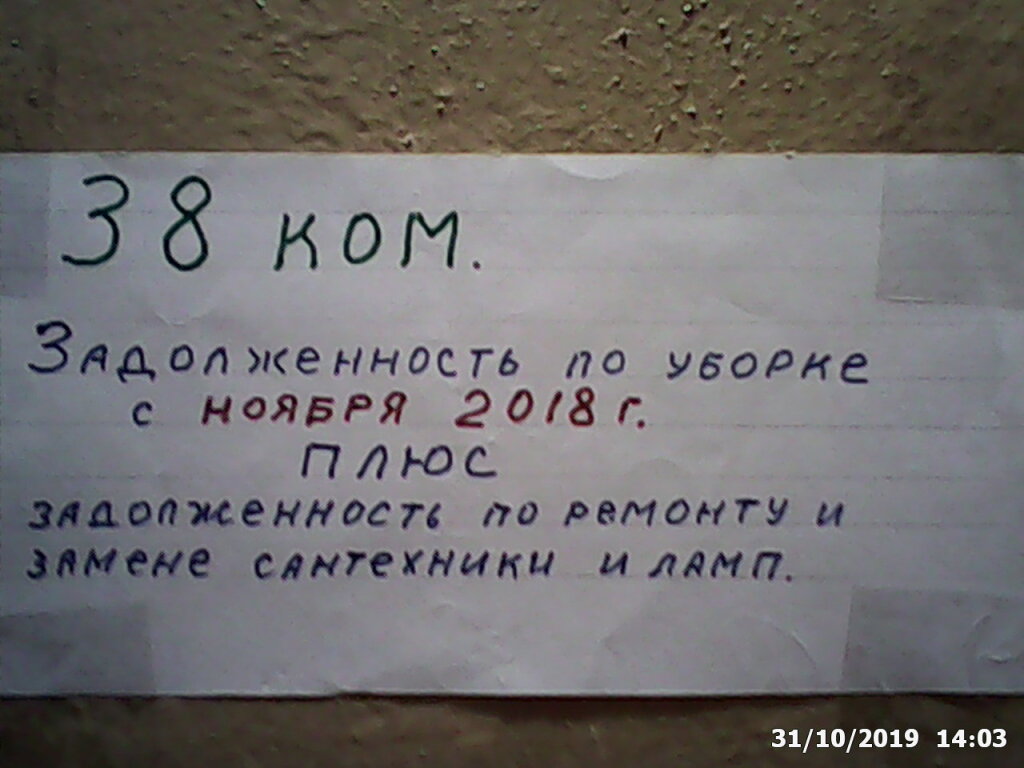 38 ком.
Задолженность по уборке
с ноября 2018 г.
плюс
задолженность по ремонту и
замене сантехники и ламп.
31/10/2019 14:03